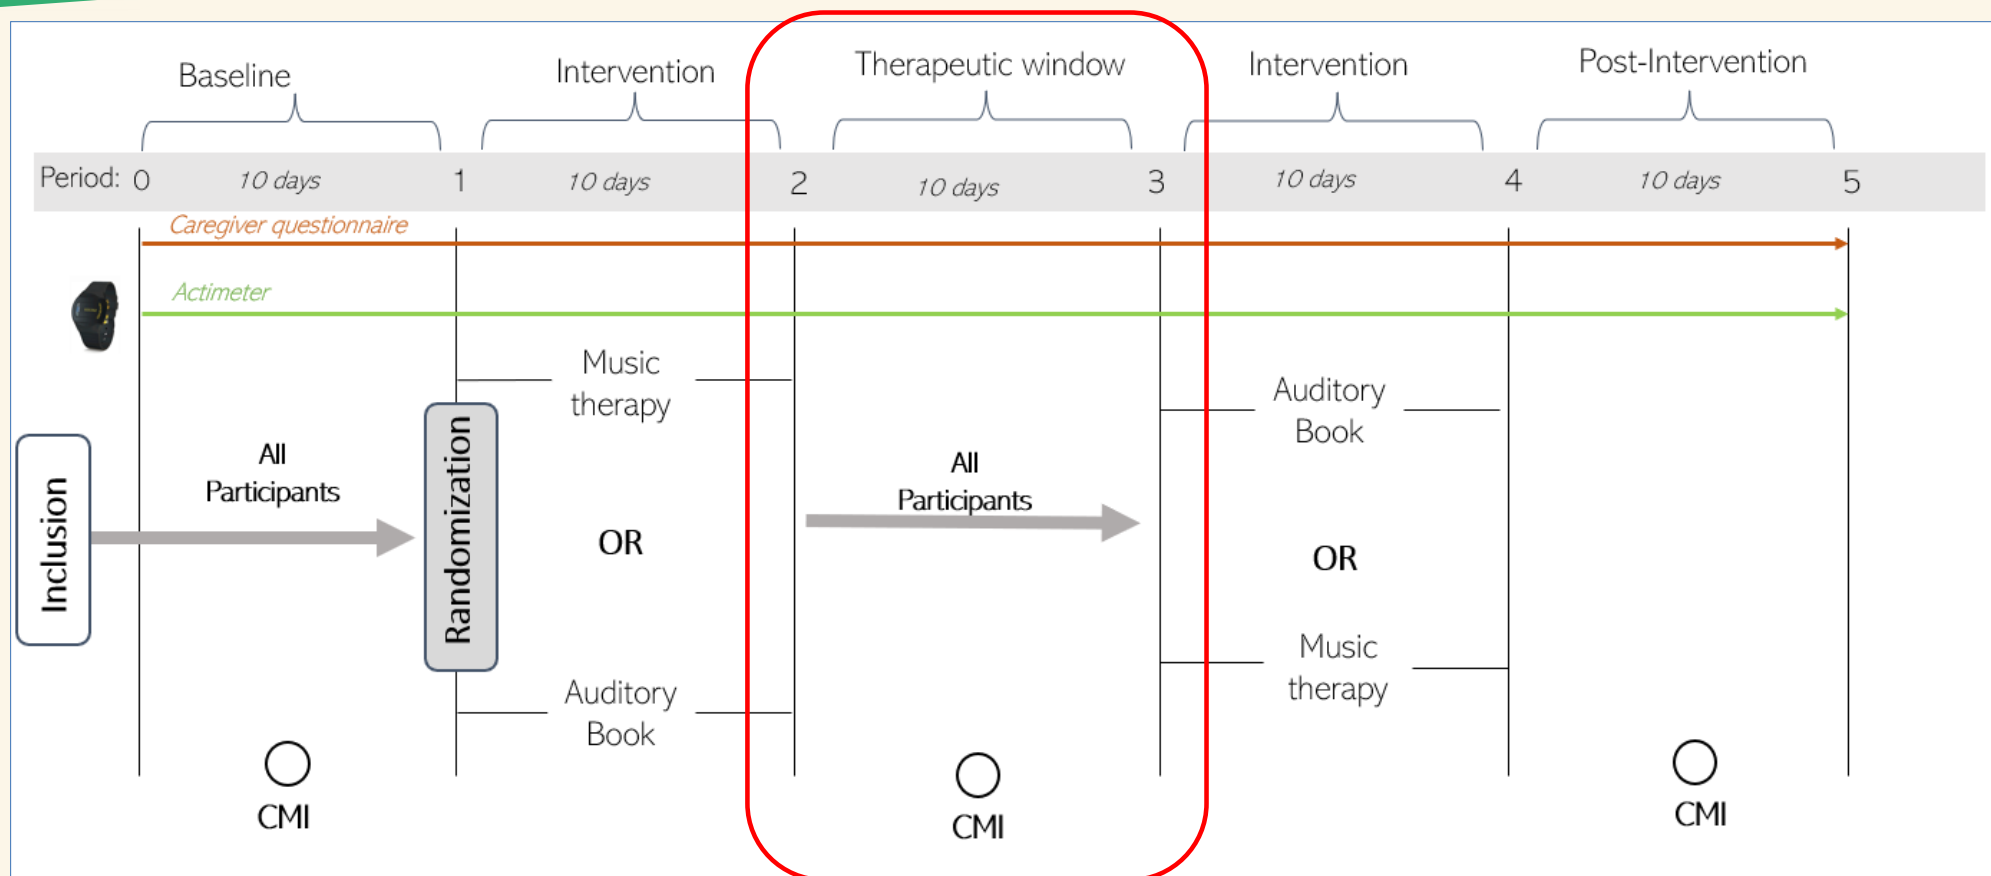 Baseline
Intervention
Therapeutic window
Intervention
Post-Intervention
Period: 0 10 days 1 10 days 2 10 days 3 10 days 4 10 days 5
Caregiver questionnaire
Actimeter
Music
therapy
Auditory
Book
Inclusion
All
Participants
Randomization
OR
All
Participants
OR
Auditory
Book
Music
therapy
CMI
CMI
CMI